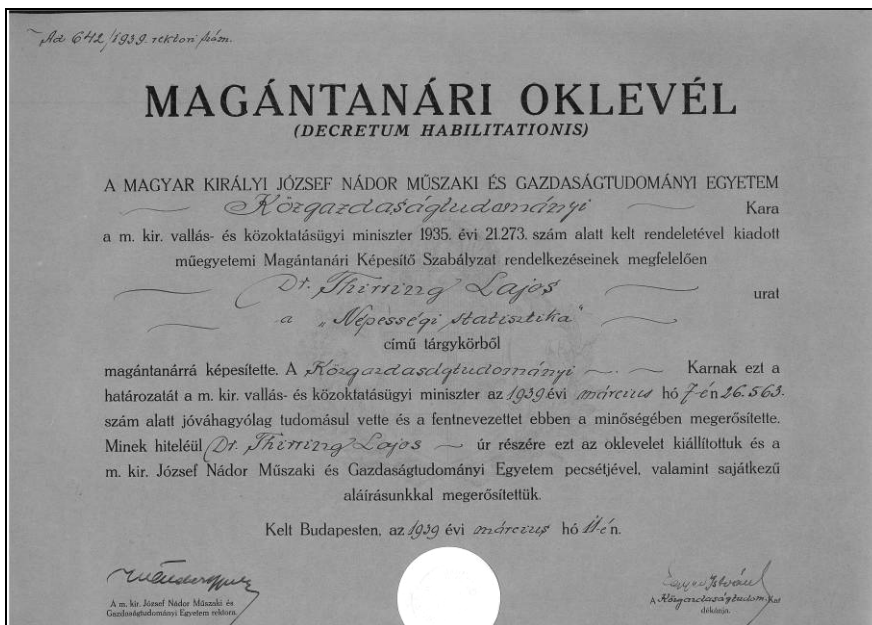 Ad 642/1939. rektori szám.
MAGÁNTANÁRI OKLEVÉL
(DECRETUM HABILITATIONIS)
A MAGYAR KIRÁLYI JÓZSEF NÁDOR MŰSZAKI ÉS GAZDASÁGTUDOMÁNYI EGYETEM
Közgazdaságtudományi Kara
a m. kir. vallás- és közoktatásügyi miniszter 1935. évi 21.273. szám alatt kelt rendeletével kiadott
műegyetemi Magántanári Képesítő Szabályzat rendelkezéseinek megfelelően
Dr. Thirring Lajos urat
a „Népességi statisztika"
című tárgykörből
magántanárrá képesítette. A Közgazdaságtudományi Karnak ezt a
határozatát a m. kir. vallás- és közoktatásügyi miniszter az 1939 évi március hó 7-én 26.563.
szám alatt jóváhagyólag tudomásul vette és a fentnevezettet ebben a minőségében megerősítette.
Minek hiteléül Dr. Thirring Lajos úr részére ezt az oklevelet kiállítottuk és a
m. kir. József Nádor Műszaki és Gazdaságtudományi Egyetem pecsétjével, valamint sajátkezű
aláírásunkkal megerősítettük.
Kelt Budapesten, az 1939 évi március hó 11-én.
István
A m. kir. József Nádor Műszaki és
Gazdaságtudományi Egyetem rektora.
A Közgazdaságtudom. Kar
dékánja.